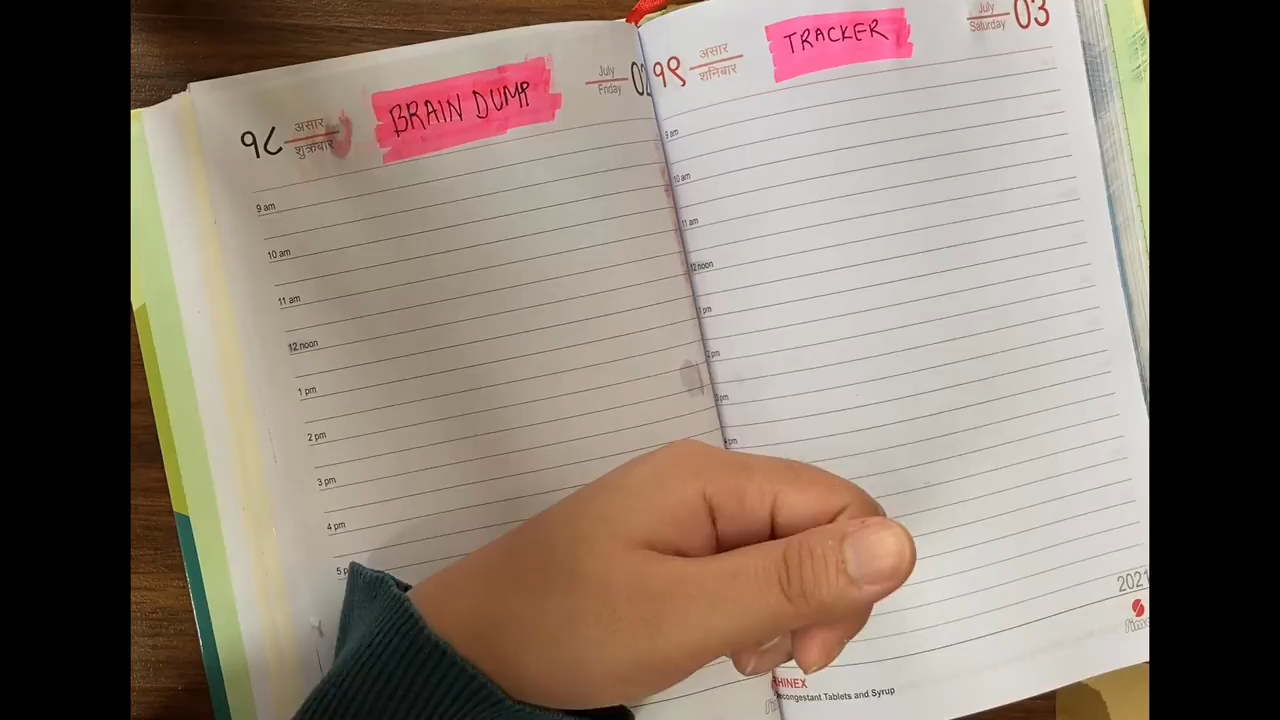 BRAIN DUMP
July
Friday
१८
असार
शुक्रबार
9 am
10 am
11 am
12 noon
1 pm
2 pm
3 pm
4 pm
TRACKER
July
Saturday
03
१९
असार
शनिबार
9 am
10 am
11 am
12 noon
1 pm
2 pm
3 pm
4 pm
2021
Decongestant Tablets and Syrup